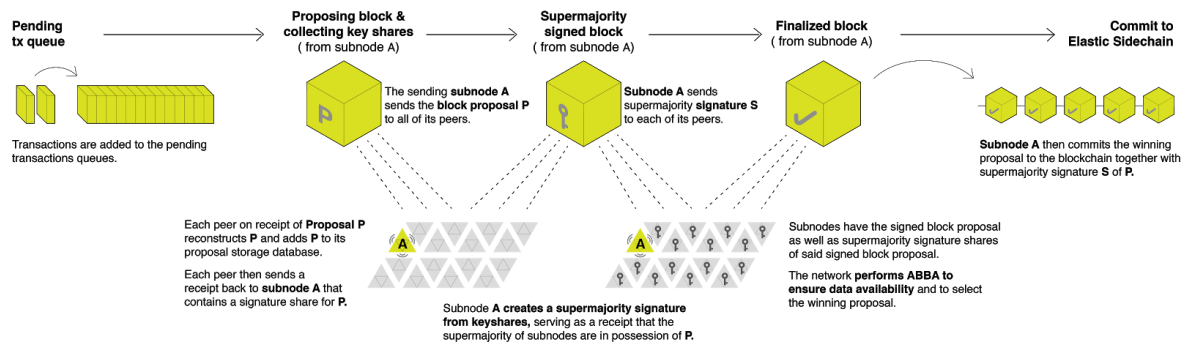 Pending
tx queue
Proposing block &
collecting key shares
( from subnode A)
Supermajority
signed block
( from subnode A)
Finalized block
( from subnode A)
Commit to
Elastic Sidechain
P
The sending subnode A
sends the block proposal P
to all of its peers.
Subnode A sends
supermajority signature S
to each of its peers.
Transactions are added to the pending
transactions queues.
Subnode A then commits the winning
proposal to the blockchain together with
supermajority signature S of P.
Each peer on receipt of Proposal P
reconstructs P and adds P to its
proposal storage database.
Each peer then sends a
receipt back to subnode A that
contains a signature share for P.
A
A
Subnodes have the signed block proposal
as well as supermajority signature shares
of said signed block proposal.
The network performs ABBA to
ensure data availability and to select
the winning proposal.
Subnode A creates a supermajority signature
from keyshares, serving as a receipt that the
supermajority of subnodes are in possession of P.